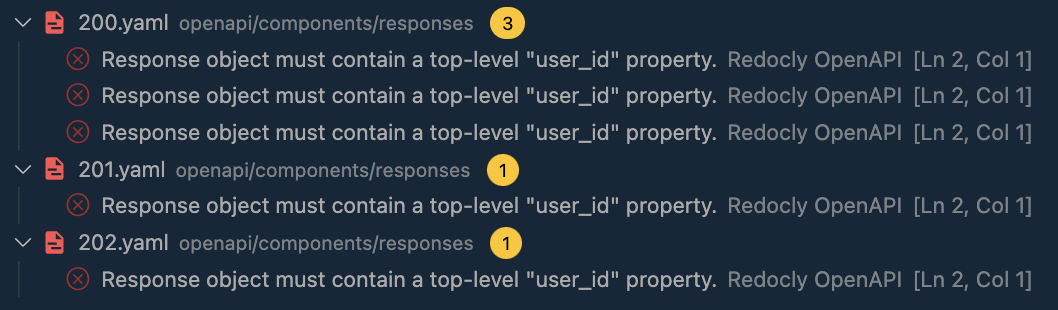 200.yaml openapi/components/responses 3
Response object must contain a top-level "user_id" property. Redocly OpenAPI [Ln 2, Col 1]
Response object must contain a top-level "user_id" property. Redocly OpenAPI [Ln 2, Col 1]
Response object must contain a top-level "user_id" property. Redocly OpenAPI [Ln 2, Col 1]
201.yaml openapi/components/responses 1
Response object must contain a top-level "user_id" property. Redocly OpenAPI [Ln 2, Col 1]
202.yaml openapi/components/responses 1
Response object must contain a top-level "user_id" property. Redocly OpenAPI [Ln 2, Col 1]